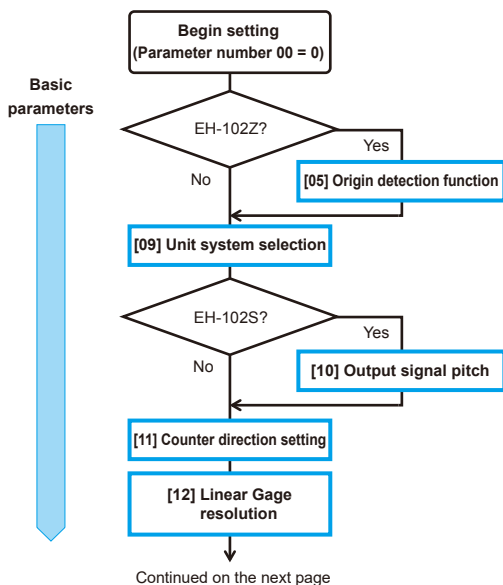 Begin setting
(Parameter number 00 = 0)
Basic
parameters
EH-102Z?
Yes
No
[05] Origin detection function
[09] Unit system selection
EH-102S?
Yes
No
[10] Output signal pitch
[11] Counter direction setting
[12] Linear Gage
resolution
Continued on the next page